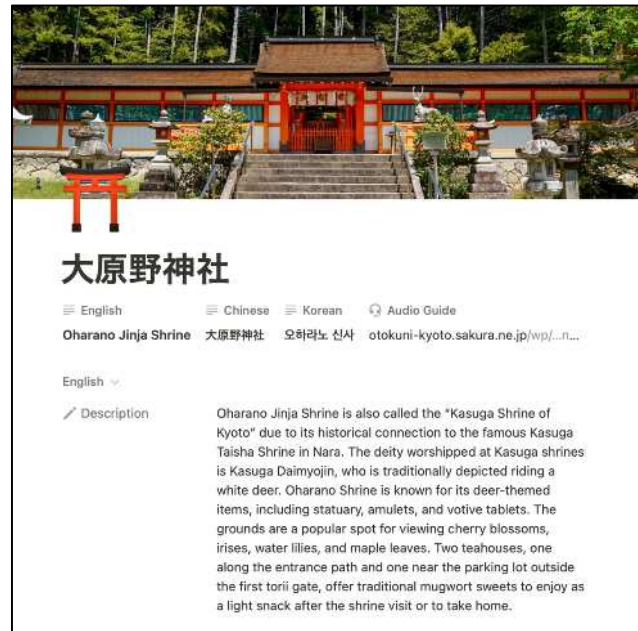 大原野神社
English Chinese Korean Audio Guide
Oharano Jinja Shrine 大原野神社 오하라노 신사 otokuni-kyoto.sakura.ne.jp/wp/...n...
English
Description
Oharano Jinja Shrine is also called the "Kasuga Shrine of
Kyoto" due to its historical connection to the famous Kasuga
Taisha Shrine in Nara. The deity worshipped at Kasuga shrines
is Kasuga Daimyojin, who is traditionally depicted riding a
white deer. Oharano Shrine is known for its deer-themed
items, including statuary, amulets, and votive tablets. The
grounds are a popular spot for viewing cherry blossoms,
irises, water lilies, and maple leaves. Two teahouses, one
along the entrance path and one near the parking lot outside
the first torii gate, offer traditional mugwort sweets to enjoy as
a light snack after the shrine visit or to take home.